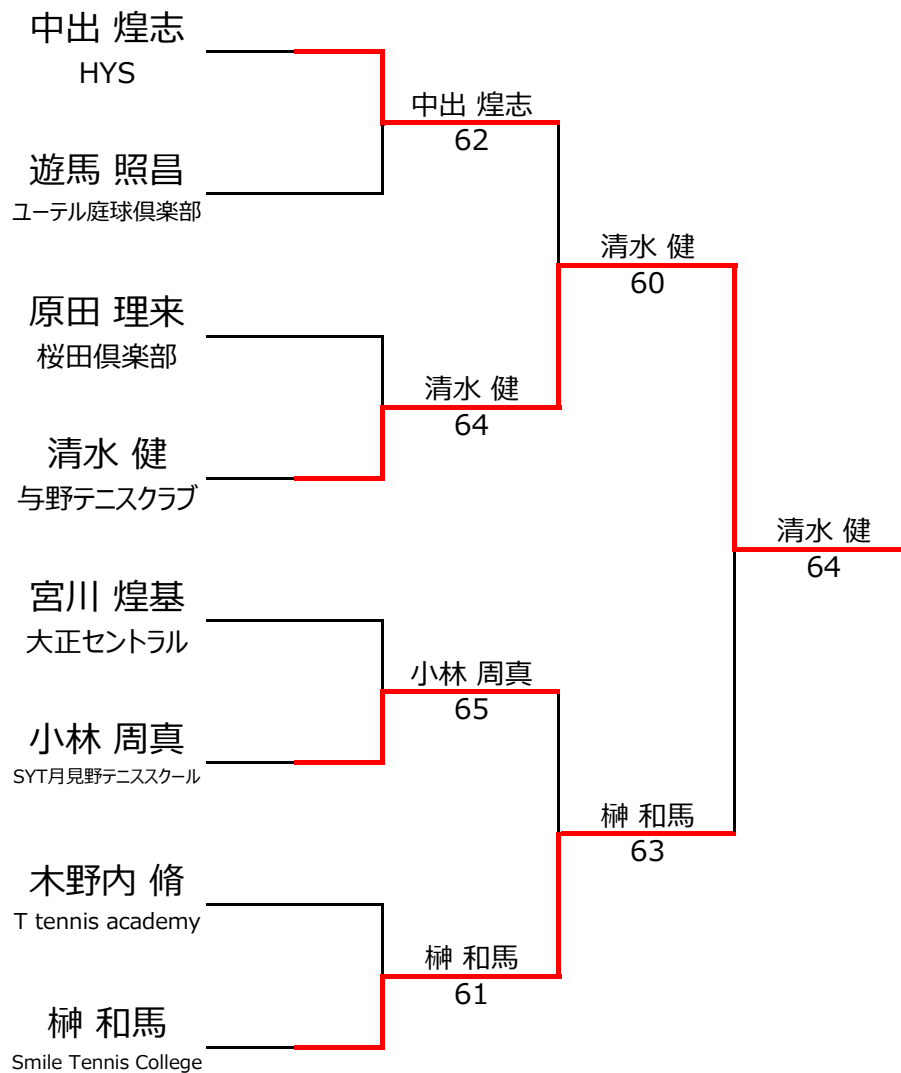 中出 煌志
HYS
遊馬 照昌
ユーテル庭球倶楽部
原田 理来
桜田倶楽部
清水 健
与野テニスクラブ
宮川 煌基
大正セントラル
小林 周真
SYT月見野テニススクール
木野内 脩
T tennis academy
榊 和馬
Smile Tennis College
中出 煌志
62
清水 健
64
小林 周真
65
榊 和馬
61
清水 健
60
榊 和馬
63
清水 健
64